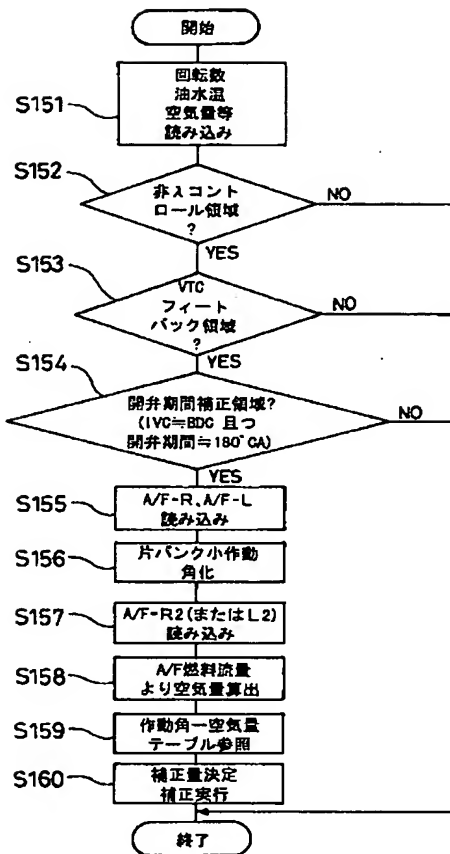 開始
S151
回転数
油水温
空気量等
読み込み
S152
非λコント
ロール領域
?
NO
YES
S153
VTC
フィート
バック領域
?
NO
YES
S154
開弁期間補正領域?
(IVC≒BDC 且つ
開弁期間≒180°CA)
NO
YES
S155
A/F-R、A/F-L
読み込み
S156
片バンク小作動
角化
S157
A/F-R2(またはL2)
読み込み
S158
A/F燃料流量
より空気量算出
S159
作動角ー空気量
テーブル参照
S160
補正量決定
補正実行
終了